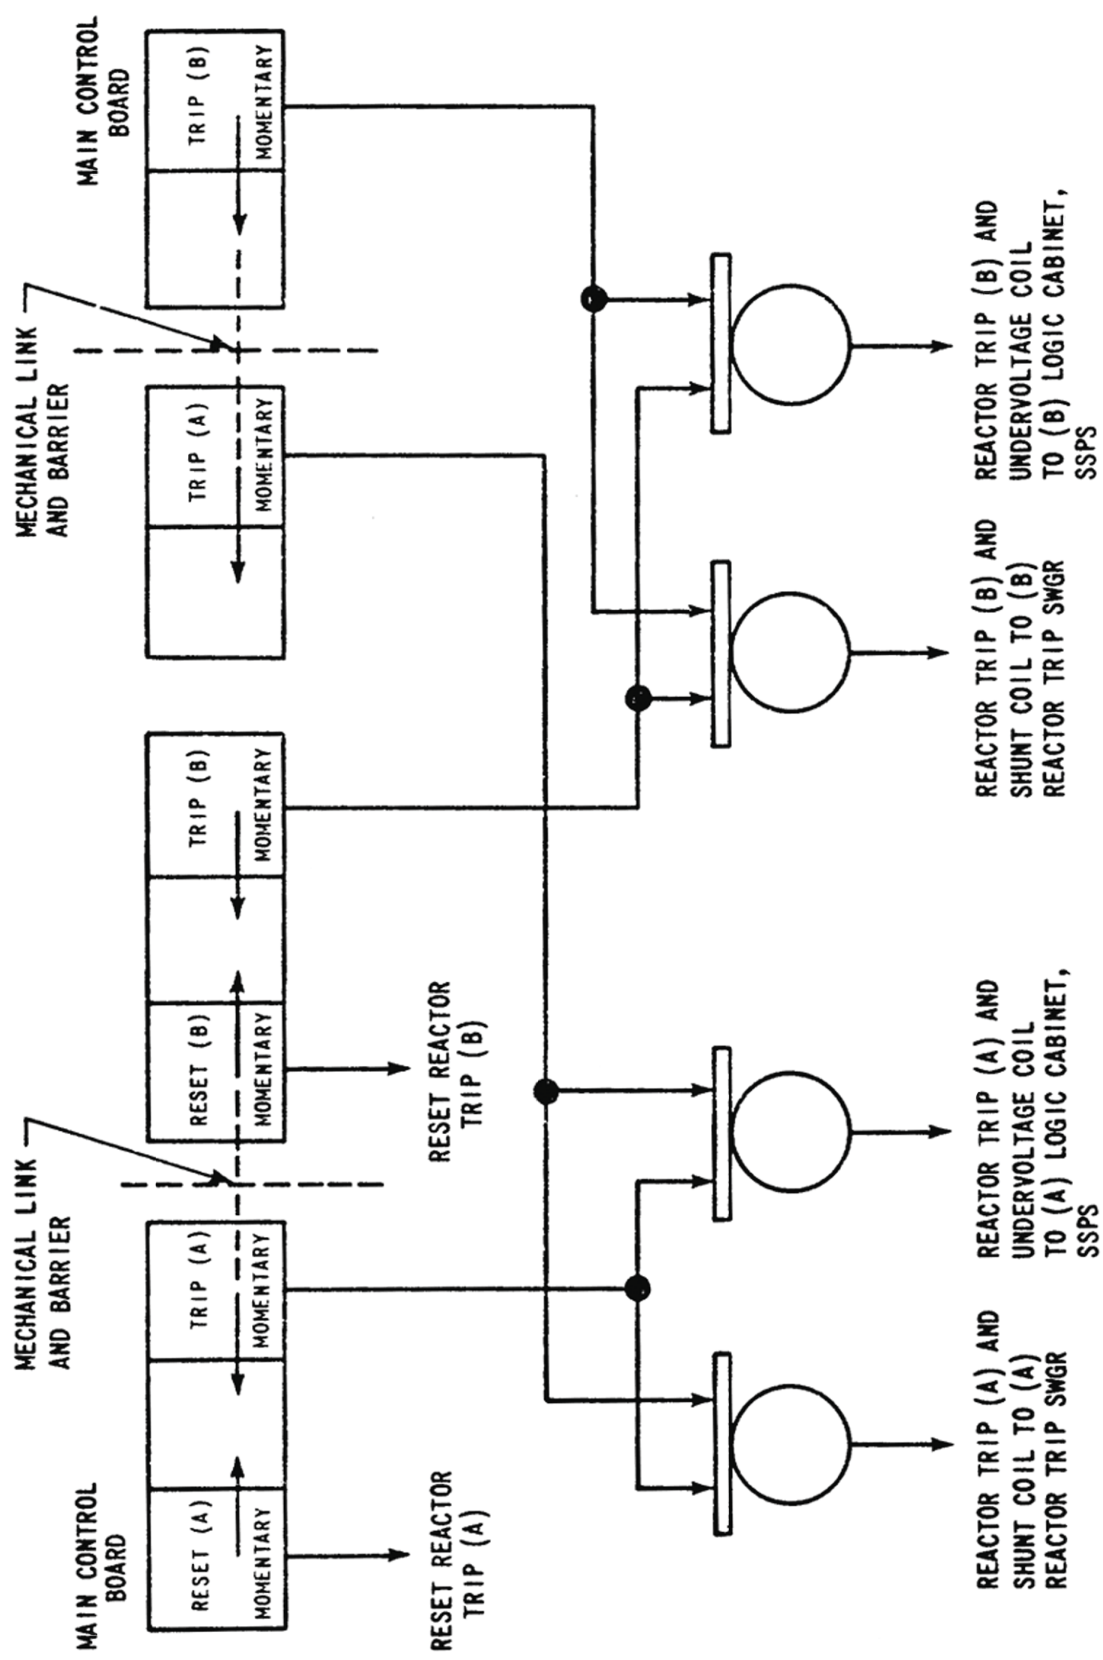 MAIN CONTROL
BOARD
RESET (A)
MOMENTARY
TRIP (A)
MOMENTARY
MECHANICAL LINK
AND BARRIER
RESET (B)
MOMENTARY
TRIP (B)
MOMENTARY
TRIP (A)
MOMENTARY
MECHANICAL LINK
AND BARRIER
MAIN CONTROL
BOARD
TRIP (B)
MOMENTARY
RESET REACTOR
TRIP (A)
RESET REACTOR
TRIP (B)
REACTOR TRIP (A) AND
SHUNT COIL TO (A)
REACTOR TRIP SWGR
REACTOR TRIP (A) AND
UNDERVOLTAGE COIL
TO (A) LOGIC CABINET,
SSPS
REACTOR TRIP (B) AND
SHUNT COIL TO (B)
REACTOR TRIP SWGR
REACTOR TRIP (B) AND
UNDERVOLTAGE COIL
TO (B) LOGIC CABINET,
SSPS